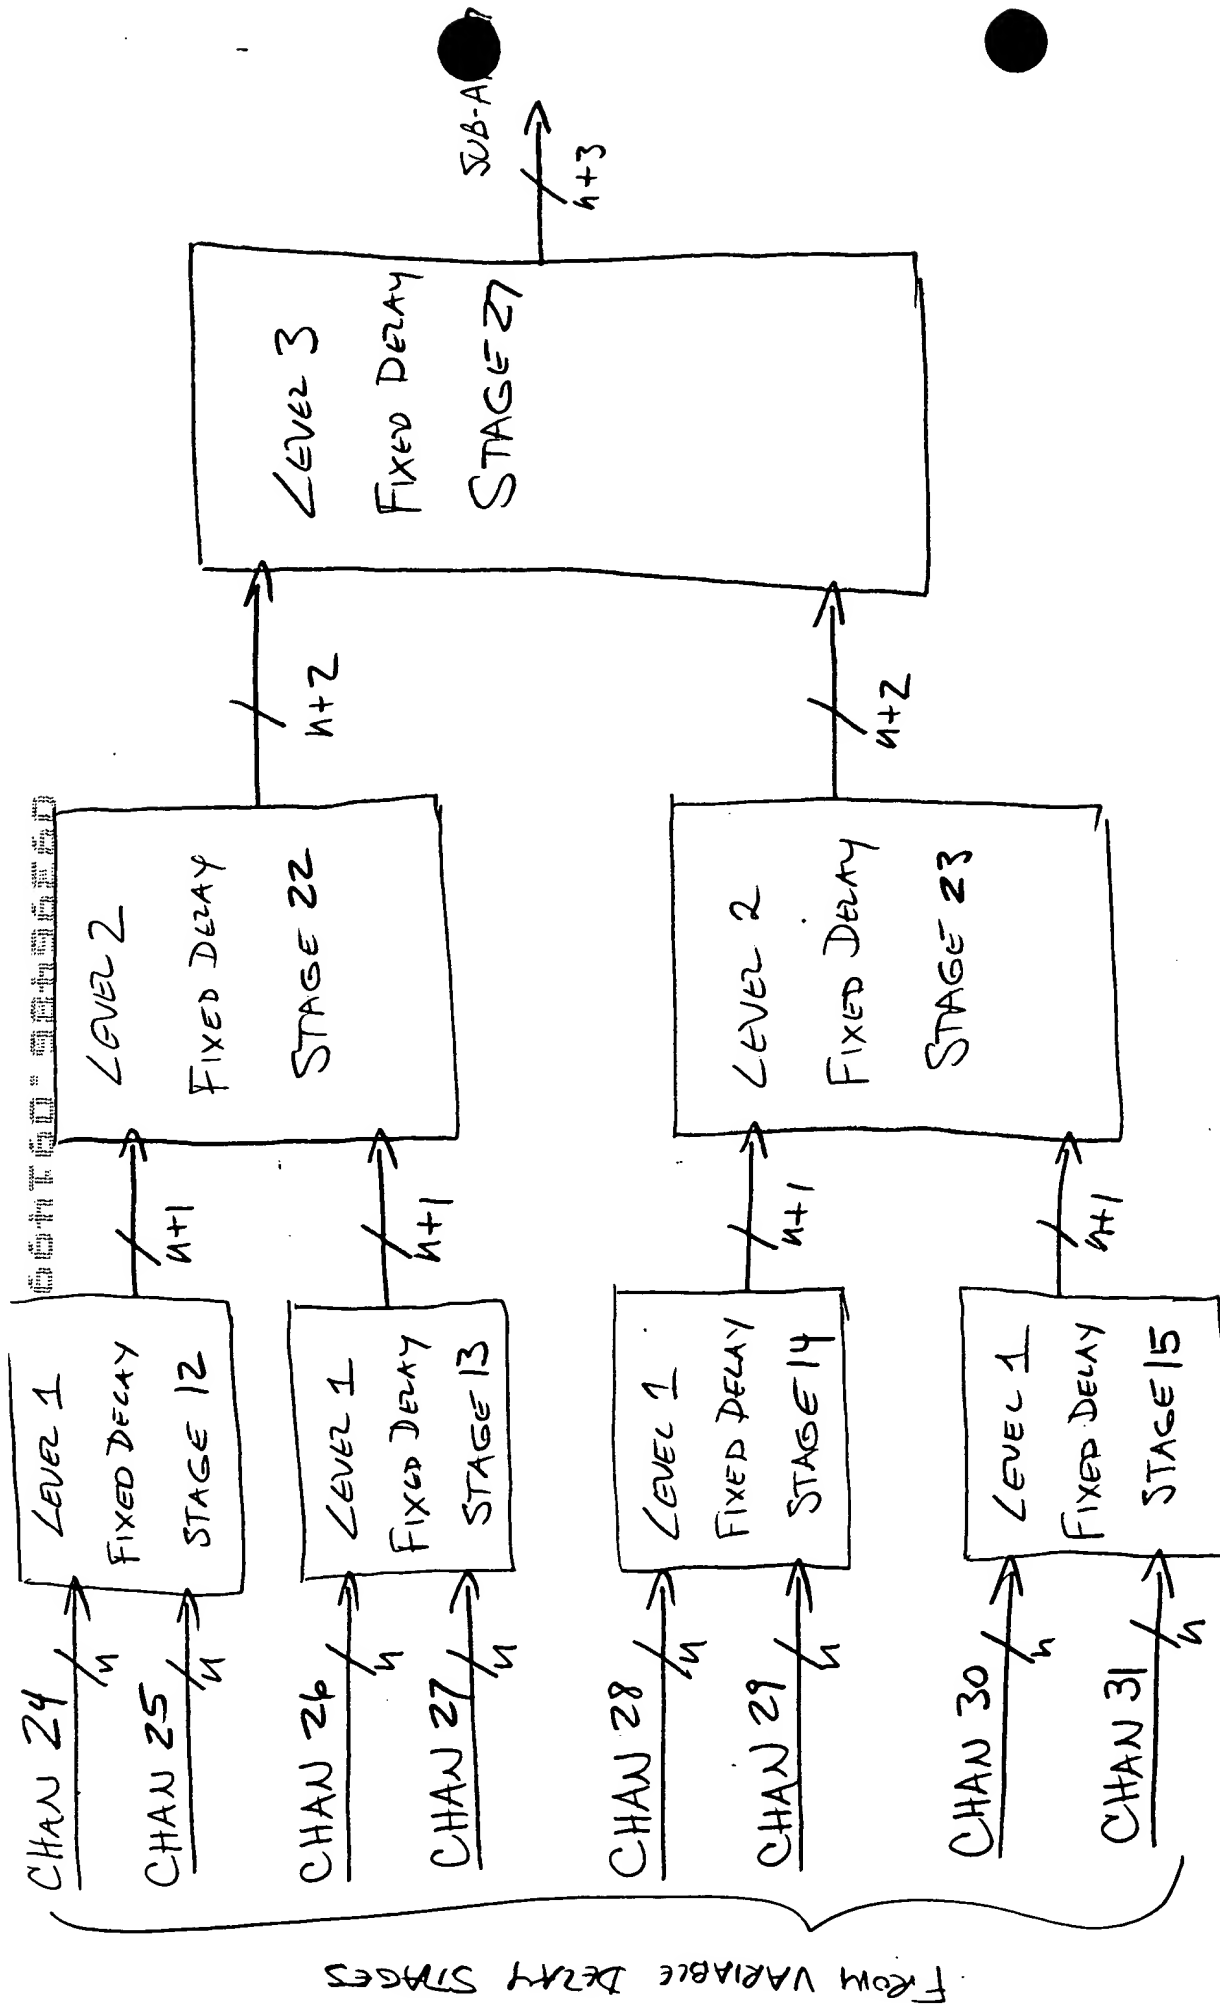 FROM VARIABLE DELAY STAGES
CHAN 24
n
CHAN 25
n
CHAN 26
n
CHAN 27
n
CHAN 28
n
CHAN 29
n
CHAN 30
n
CHAN 31
n
LEVEL 1
FIXED DELAY
STAGE 12
n+1
LEVEL 1
FIXED DELAY
STAGE 13
n+1
LEVEL 1
FIXED DELAY
STAGE 14
n+1
LEVEL 1
FIXED DELAY
STAGE 15
n+1
LEVEL 2
FIXED DELAY
STAGE 22
n+2
LEVEL 2
FIXED DELAY
STAGE 23
n+2
LEVEL 3
FIXED DELAY
STAGE 27
n+3